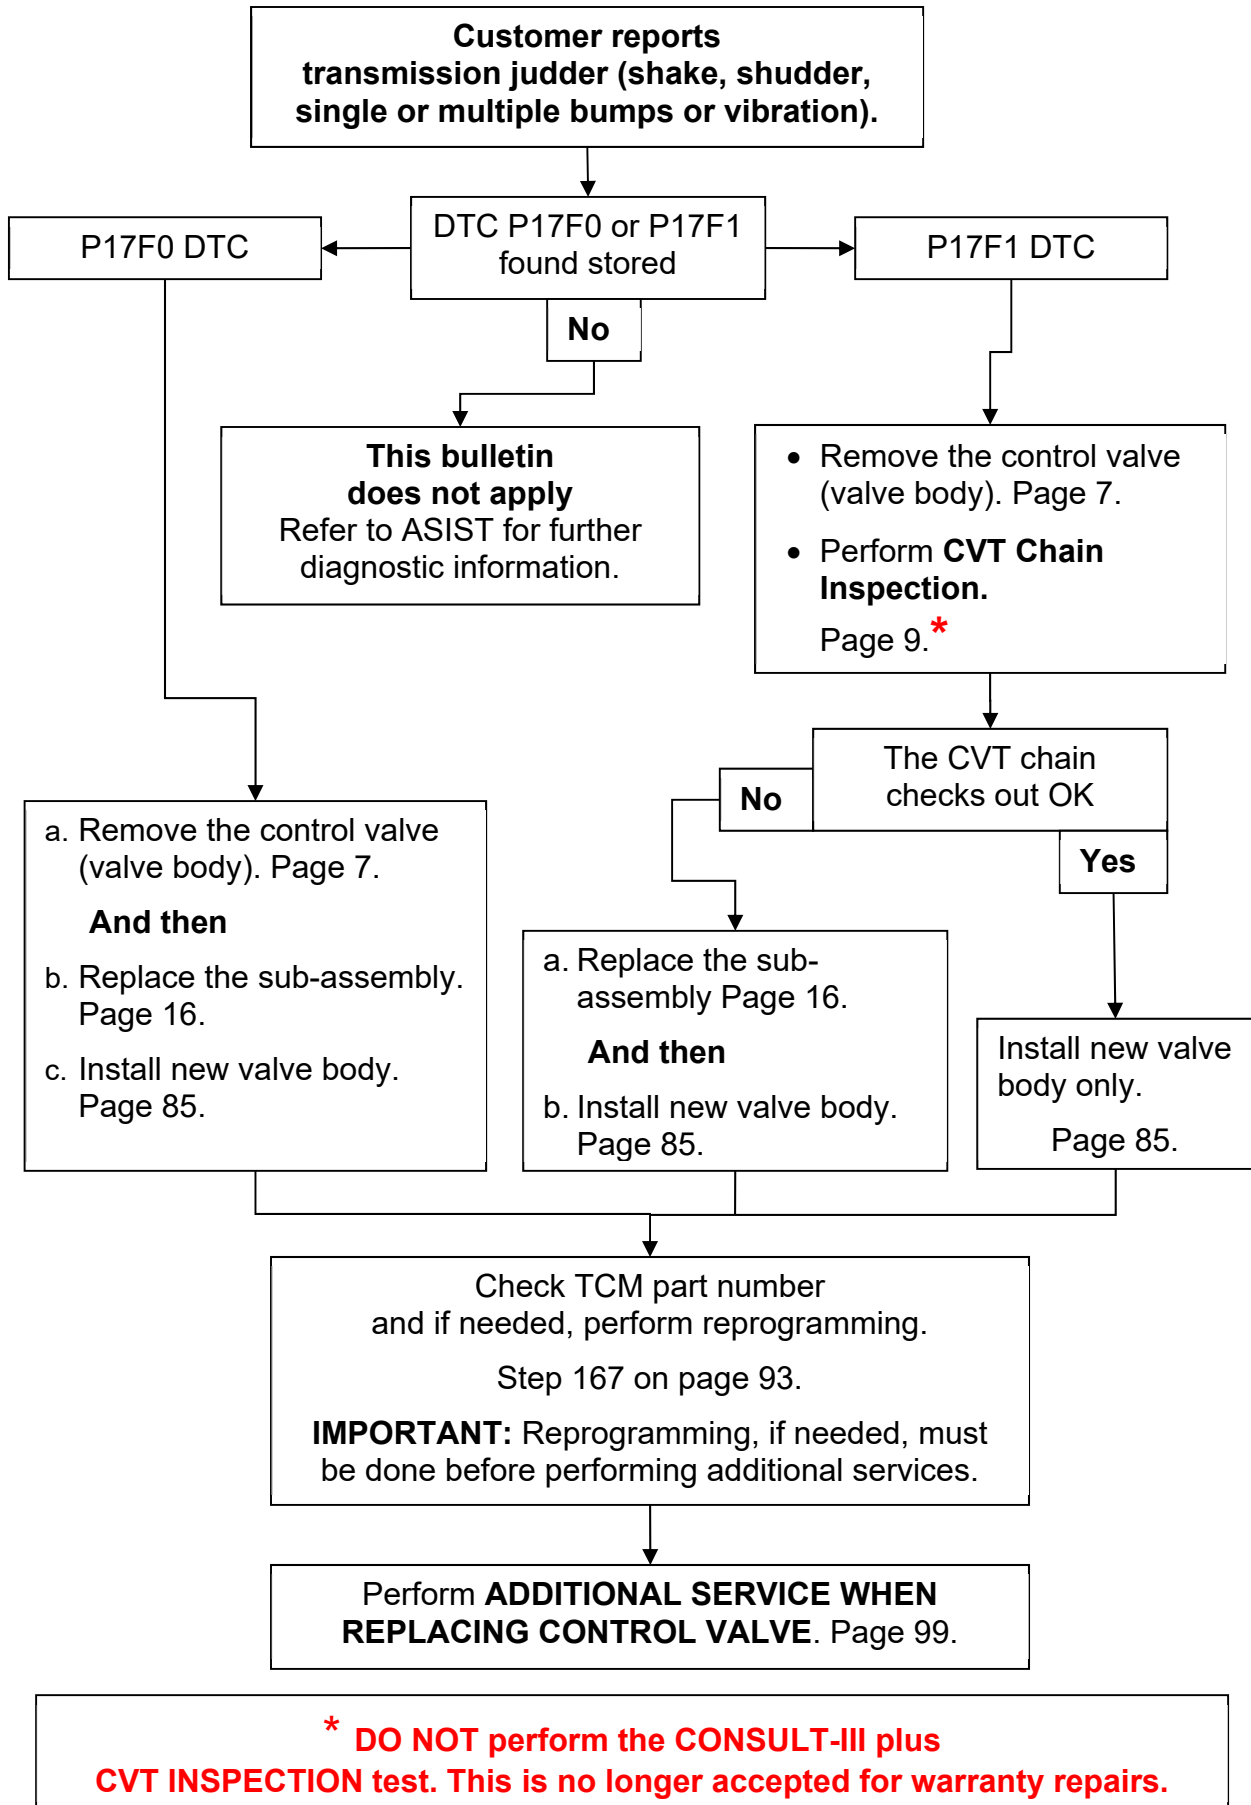 Customer reports
transmission judder (shake, shudder,
single or multiple bumps or vibration).
P17F0 DTC
DTC P17F0 or P17F1
found stored
P17F1 DTC
No
This bulletin
does not apply
Refer to ASIST for further
diagnostic information.
• Remove the control valve
(valve body). Page 7.
• Perform CVT Chain
Inspection.
Page 9.*
The CVT chain
checks out OK
No
Yes
a. Remove the control valve
(valve body). Page 7.
And then
b. Replace the sub-assembly.
Page 16.
c. Install new valve body.
Page 85.
a. Replace the sub-
assembly Page 16.
And then
b. Install new valve body.
Page 85.
Install new valve
body only.
Page 85.
Check TCM part number
and if needed, perform reprogramming.
Step 167 on page 93.
IMPORTANT: Reprogramming, if needed, must
be done before performing additional services.
Perform ADDITIONAL SERVICE WHEN
REPLACING CONTROL VALVE. Page 99.
* DO NOT perform the CONSULT-III plus
CVT INSPECTION test. This is no longer accepted for warranty repairs.